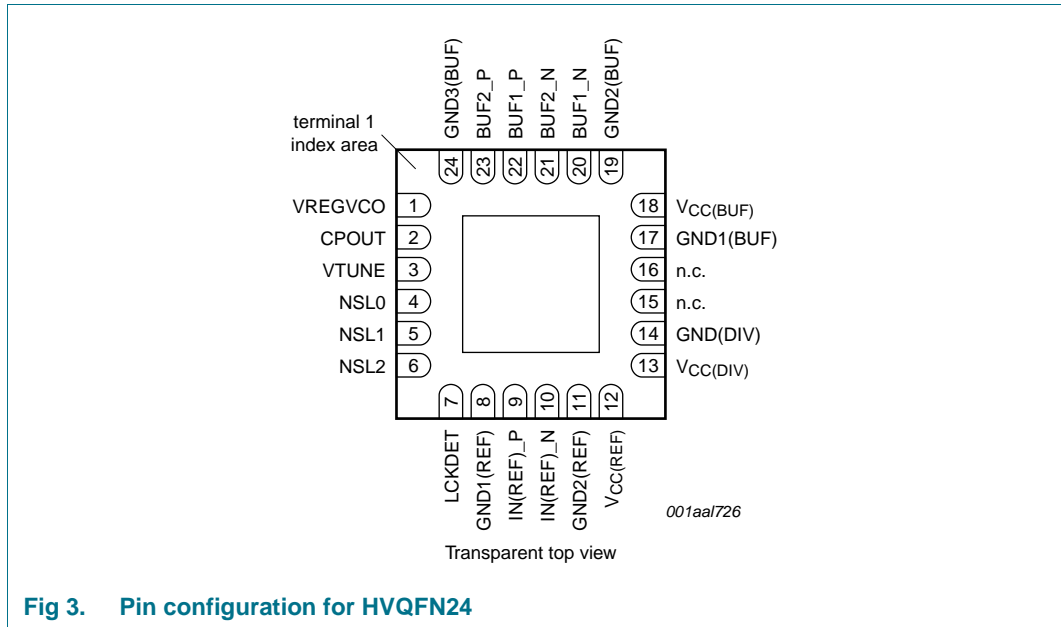 GND3(BUF)
BUF2_P
BUF1_P
BUF2_N
BUF1_N
GND2(BUF)
terminal 1
index area
24
23
22
21
20
19
VREGVCO 1
CPOUT 2
VTUNE 3
NSL0 4
NSL1 5
NSL2 6
18 VCC(BUF)
17 GND1(BUF)
16 n.c.
15 n.c.
14 GND(DIV)
13 VCC(DIV)
7
8
9
10
11
12
LCKDET
GND1(REF)
IN(REF)_P
IN(REF)_N
GND2(REF)
VCC(REF)
001aal726
Transparent top view
Fig 3. Pin configuration for HVQFN24